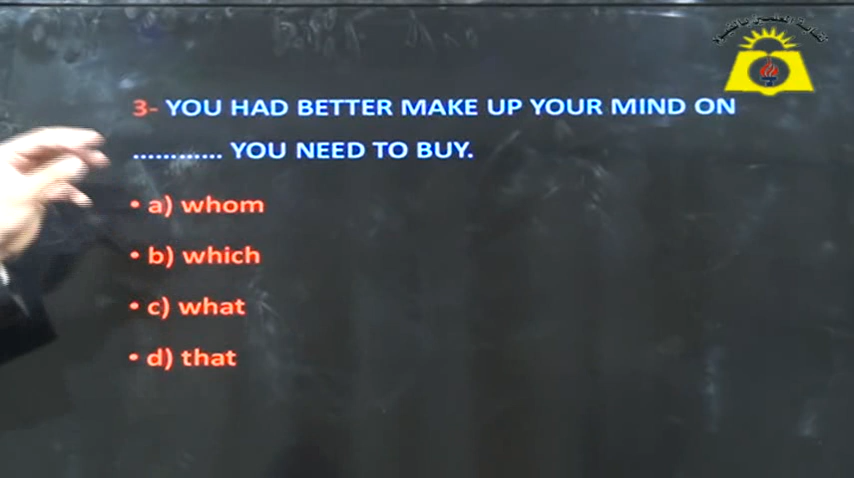 3- YOU HAD BETTER MAKE UP YOUR MIND ON
............ YOU NEED TO BUY.
• a) whom
• b) which
• c) what
• d) that